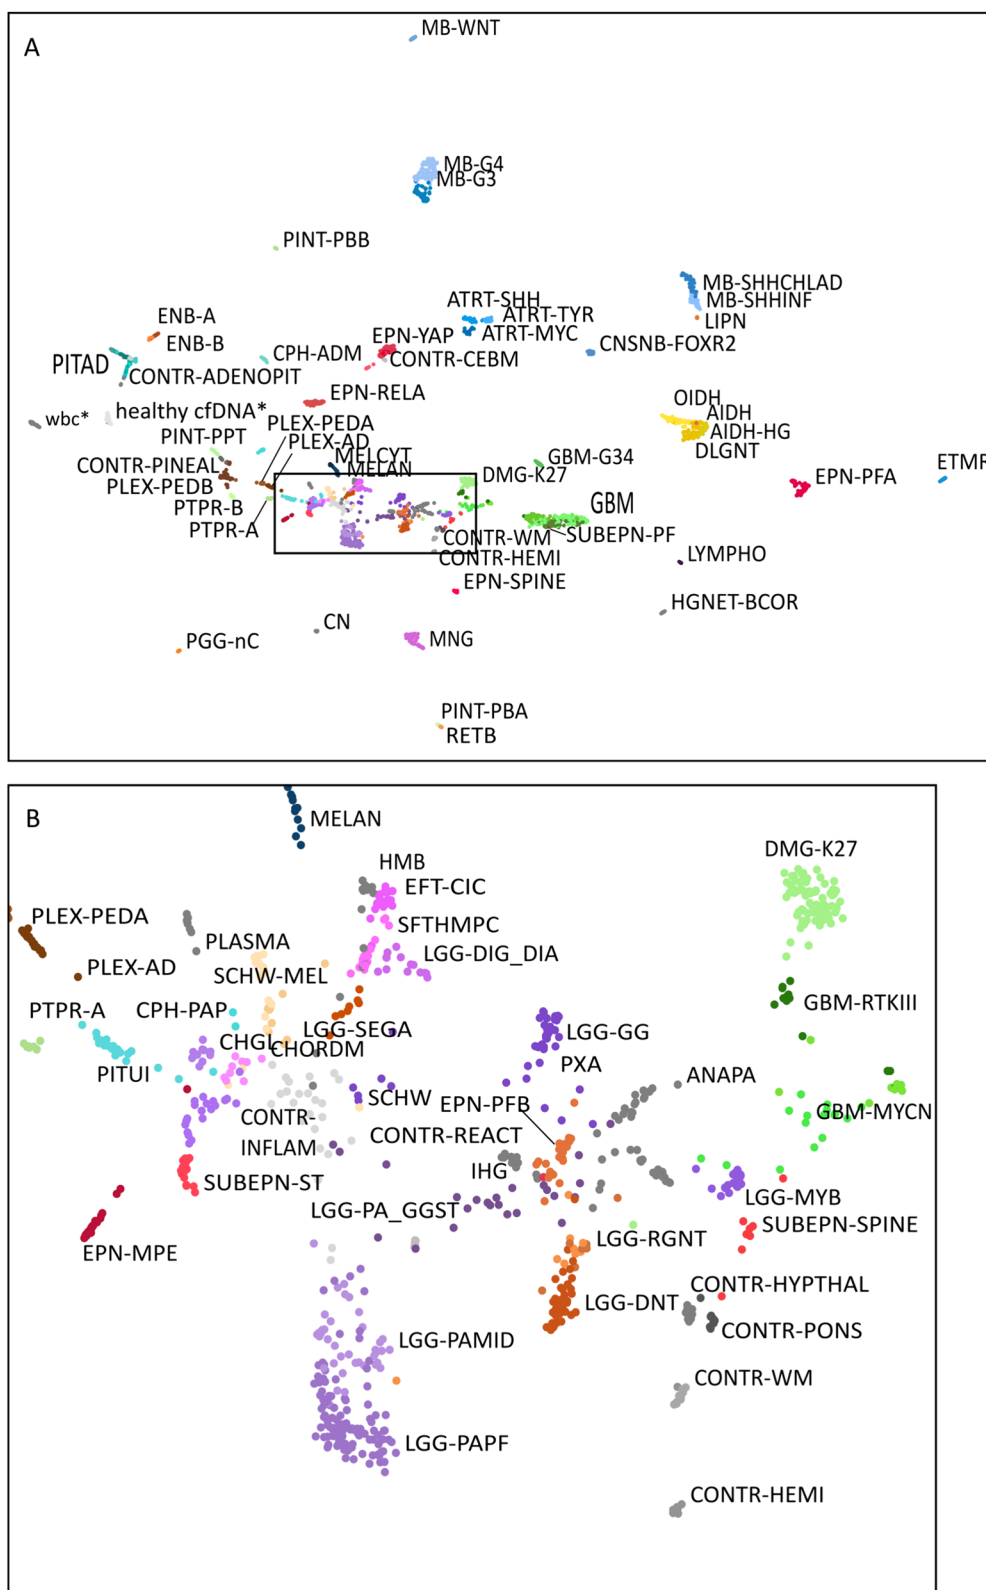 A
MB-WNT
MB-G4
MB-G3
PINT-PBB
MB-SHHCHLAD
MB-SHHINF
LIPN
ATRT-SHH
ATRT-TYR
ATRT-MYC
ENB-A
ENB-B
EPN-YAP
CONTR-CEBM
CNSNB-FOXR2
PITAD
CPH-ADM
CONTR-ADENOPIT
EPN-RELA
OIDH
AIDH
AIDH-HG
DLGNT
wbc*
healthy cfDNA*
PLEX-PEDA
PLEX-AD
PINT-PPT
MELCYT
MELAN
GBM-G34
CONTR-PINEAL
PLEX-PEDB
DMG-K27
EPN-PFA
ETMR
PTPR-B
PTPR-A
GBM
SUBEPN-PF
CONTR-WM
CONTR-HEMI
LYMPHO
EPN-SPINE
HGNET-BCOR
CN
PGG-nC
MNG
PINT-PBA
RETB
B
MELAN
HMB
EFT-CIC
DMG-K27
PLEX-PEDA
SFTHMPC
PLASMA
LGG-DIG_DIA
PLEX-AD
SCHW-MEL
PTPR-A
CPH-PAP
GBM-RTKIII
LGG-SEGA
LGG-GG
CHGL
CHORDM
PXA
PITUI
ANAPA
SCHW
EPN-PFB
GBM-MYCN
CONTR-
INFLAM
CONTR-REACT
IHG
SUBEPN-ST
LGG-MYB
LGG-PA_GGST
SUBEPN-SPINE
EPN-MPE
LGG-RGNT
CONTR-HYPTHAL
LGG-DNT
CONTR-PONS
LGG-PAMID
CONTR-WM
LGG-PAPF
CONTR-HEMI